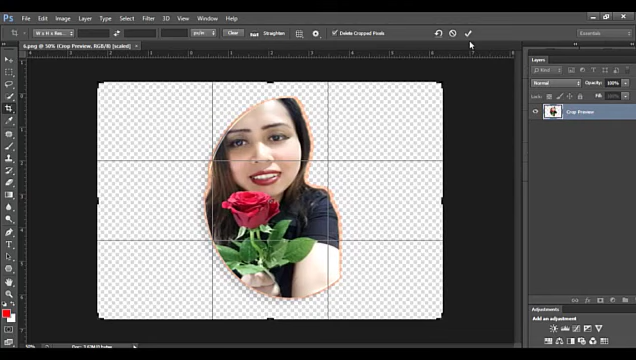 Ps File Edit Image Layer Type Select Filter 3D View Window Help
W x H x Res... px/in Clear Straighten Delete Cropped Pixels Essentials
6.png @ 50% (Crop Preview, RGB/8) [scaled]
Layers
Kind
Normal Opacity: 100%
Lock: Fill: 100%
Crop Preview
Adjustments
Add an adjustment
50%